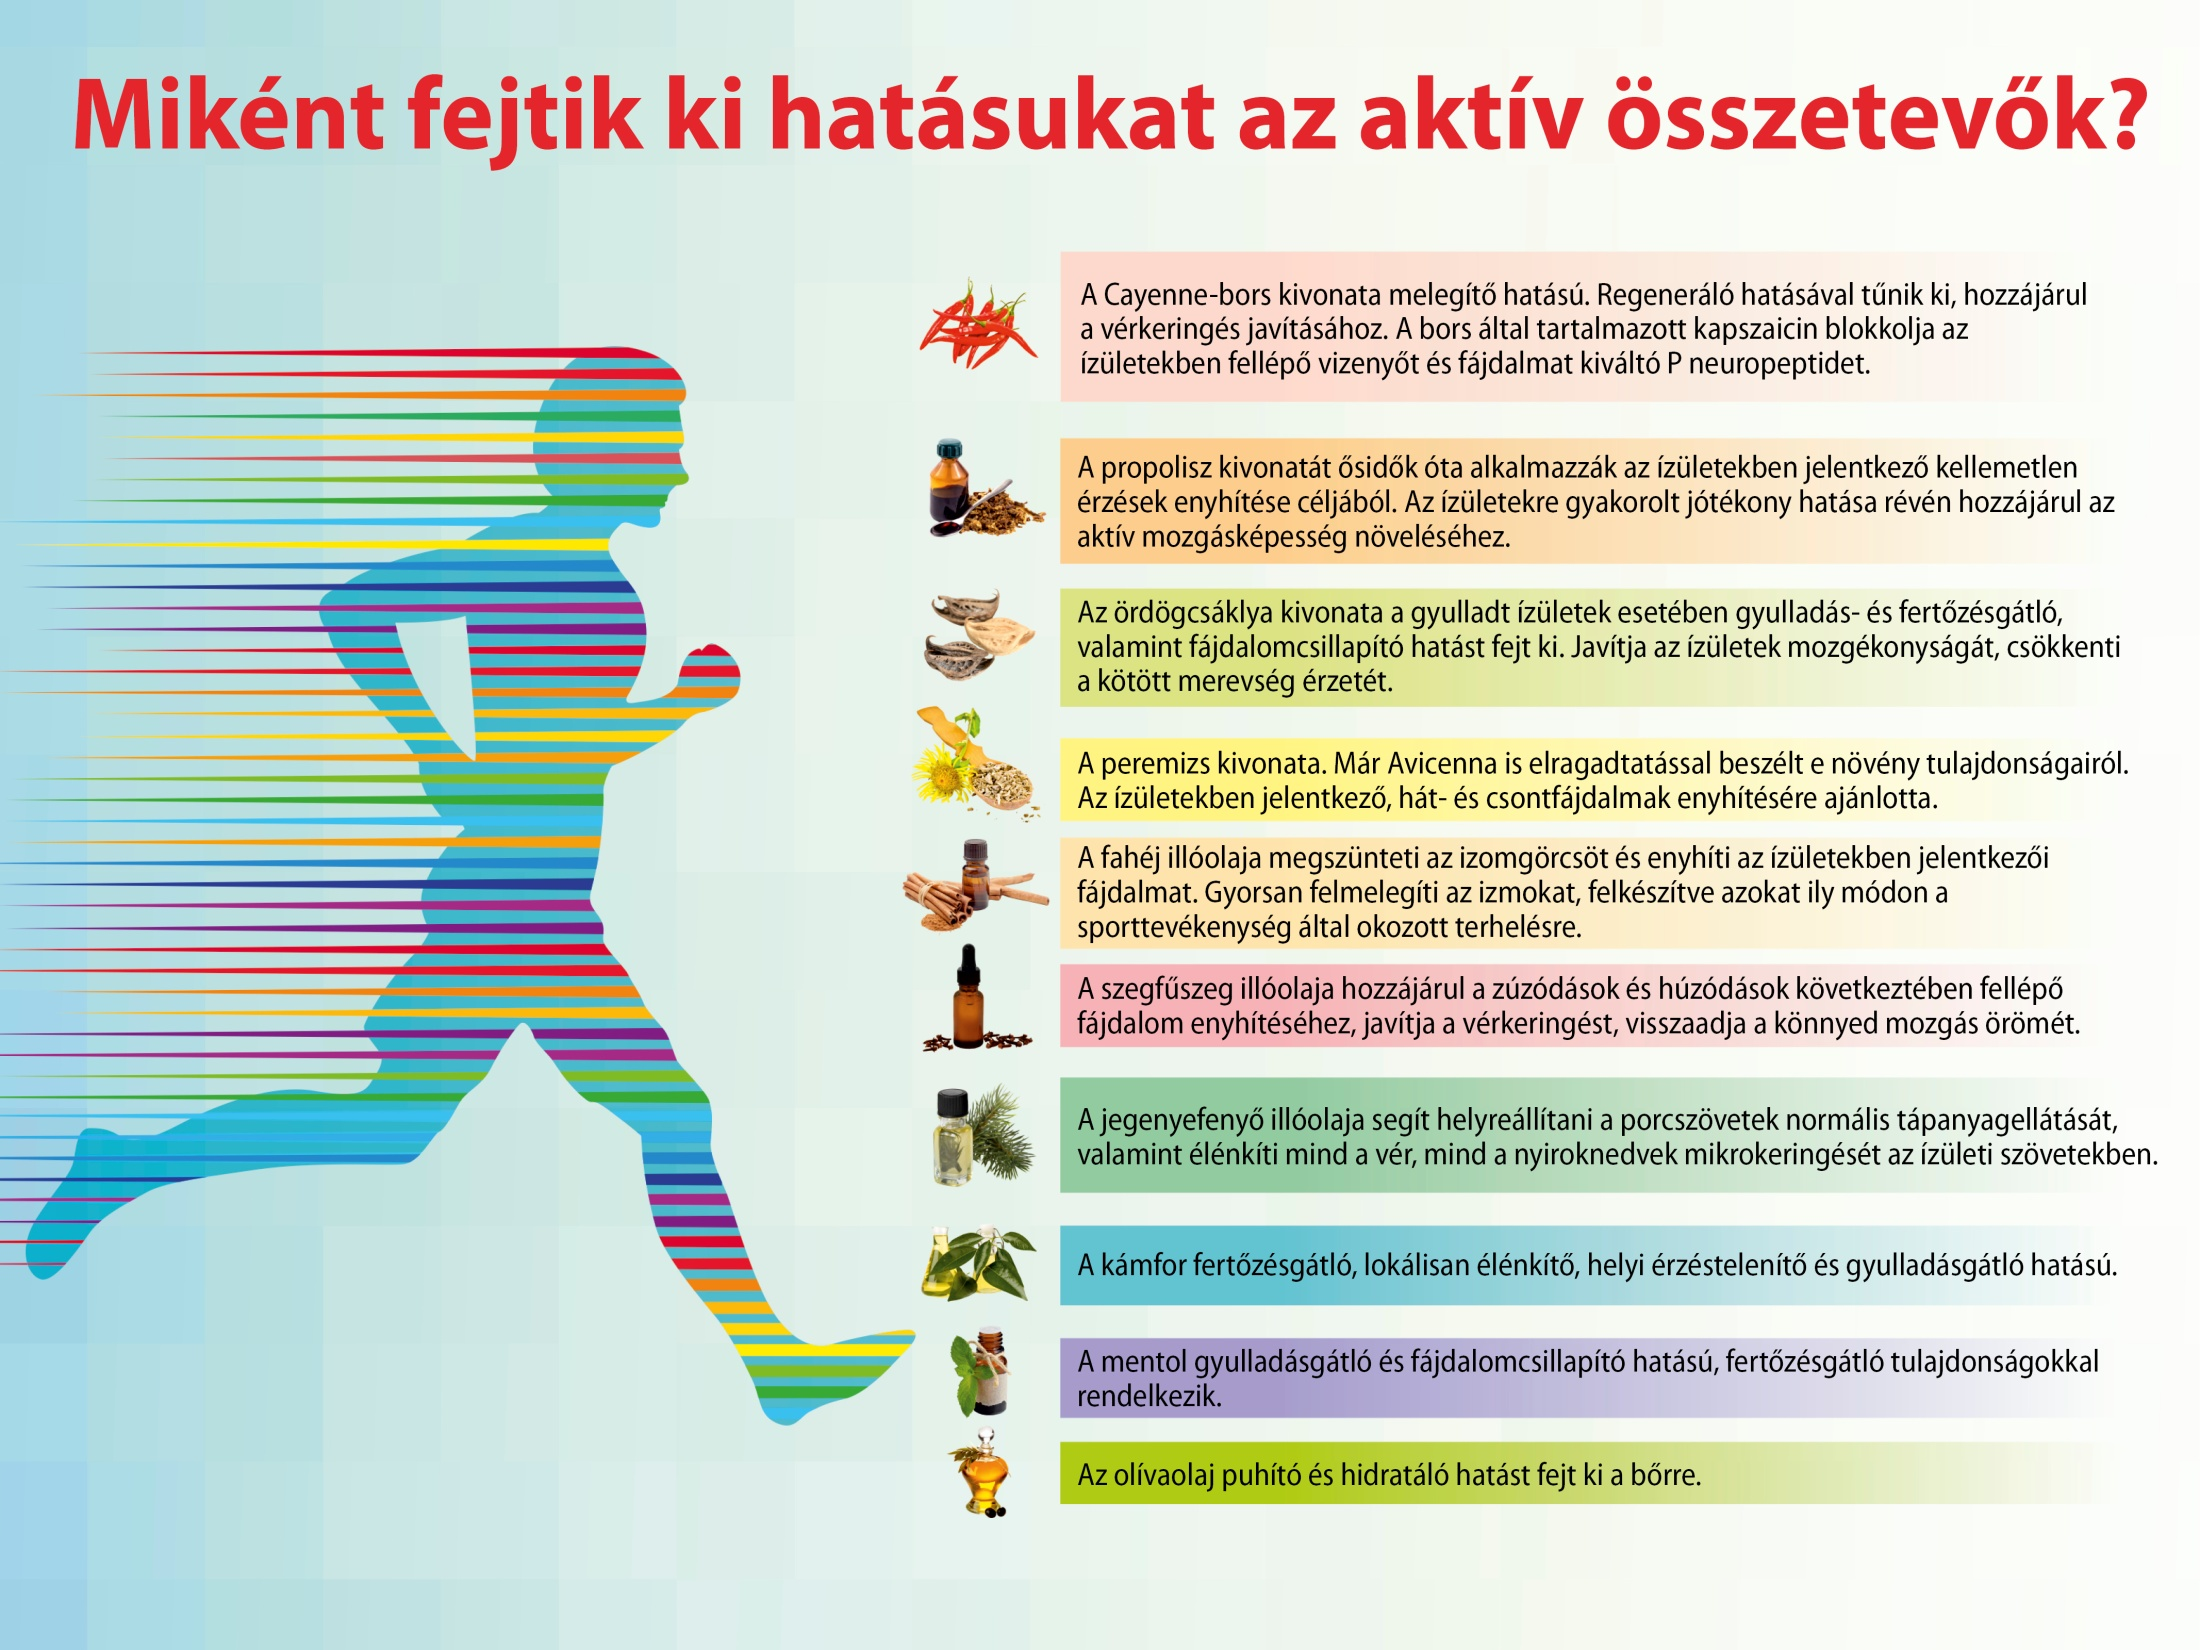 Miként fejtik ki hatásukat az aktív összetevők?
A Cayenne-bors kivonata melegítő hatású. Regeneráló hatásával tűnik ki, hozzájárul
a vérkeringés javításához. A bors által tartalmazott kapszaicin blokkolja az
ízületekben fellépő vizenyőt és fájdalmat kiváltó P neuropeptidet.
A propolisz kivonatát ősidők óta alkalmazzák az ízületekben jelentkező kellemetlen
érzések enyhítése céljából. Az ízületekre gyakorolt jótékony hatása révén hozzájárul az
aktív mozgásképesség növeléséhez.
Az ördögcsáklya kivonata a gyulladt ízületek esetében gyulladás- és fertőzésgátló,
valamint fájdalomcsillapító hatást fejt ki. Javítja az ízületek mozgékonyságát, csökkenti
a kötött merevség érzetét.
A peremizs kivonata. Már Avicenna is elragadtatással beszélt e növény tulajdonságairól.
Az ízületekben jelentkező, hát- és csontfájdalmak enyhítésére ajánlotta.
A fahéj illóolaja megszünteti az izomgörcsöt és enyhíti az ízületekben jelentkezői
fájdalmat. Gyorsan felmelegíti az izmokat, felkészítve azokat ily módon a
sporttevékenység által okozott terhelésre.
A szegfűszeg illóolaja hozzájárul a zúzódások és húzódások következtében fellépő
fájdalom enyhítéséhez, javítja a vérkeringést, visszaadja a könnyed mozgás örömét.
A jegenyefenyő illóolaja segít helyreállítani a porcszövetek normális tápanyagellátását,
valamint élénkíti mind a vér, mind a nyiroknedvek mikrokeringését az ízületi szövetekben.
A kámfor fertőzésgátló, lokálisan élénkítő, helyi érzéstelenítő és gyulladásgátló hatású.
A mentol gyulladásgátló és fájdalomcsillapító hatású, fertőzésgátló tulajdonságokkal
rendelkezik.
Az olívaolaj puhító és hidratáló hatást fejt ki a bőrre.